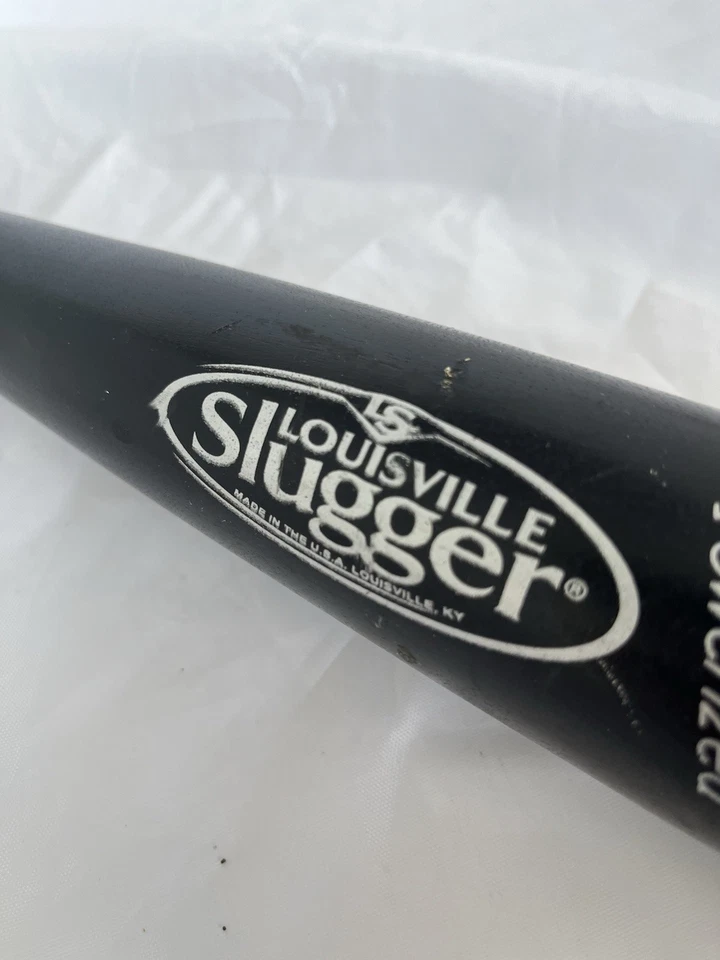 LS
LOUISVILLE
Slugger®
MADE IN THE U.S.A. LOUISVILLE, KY